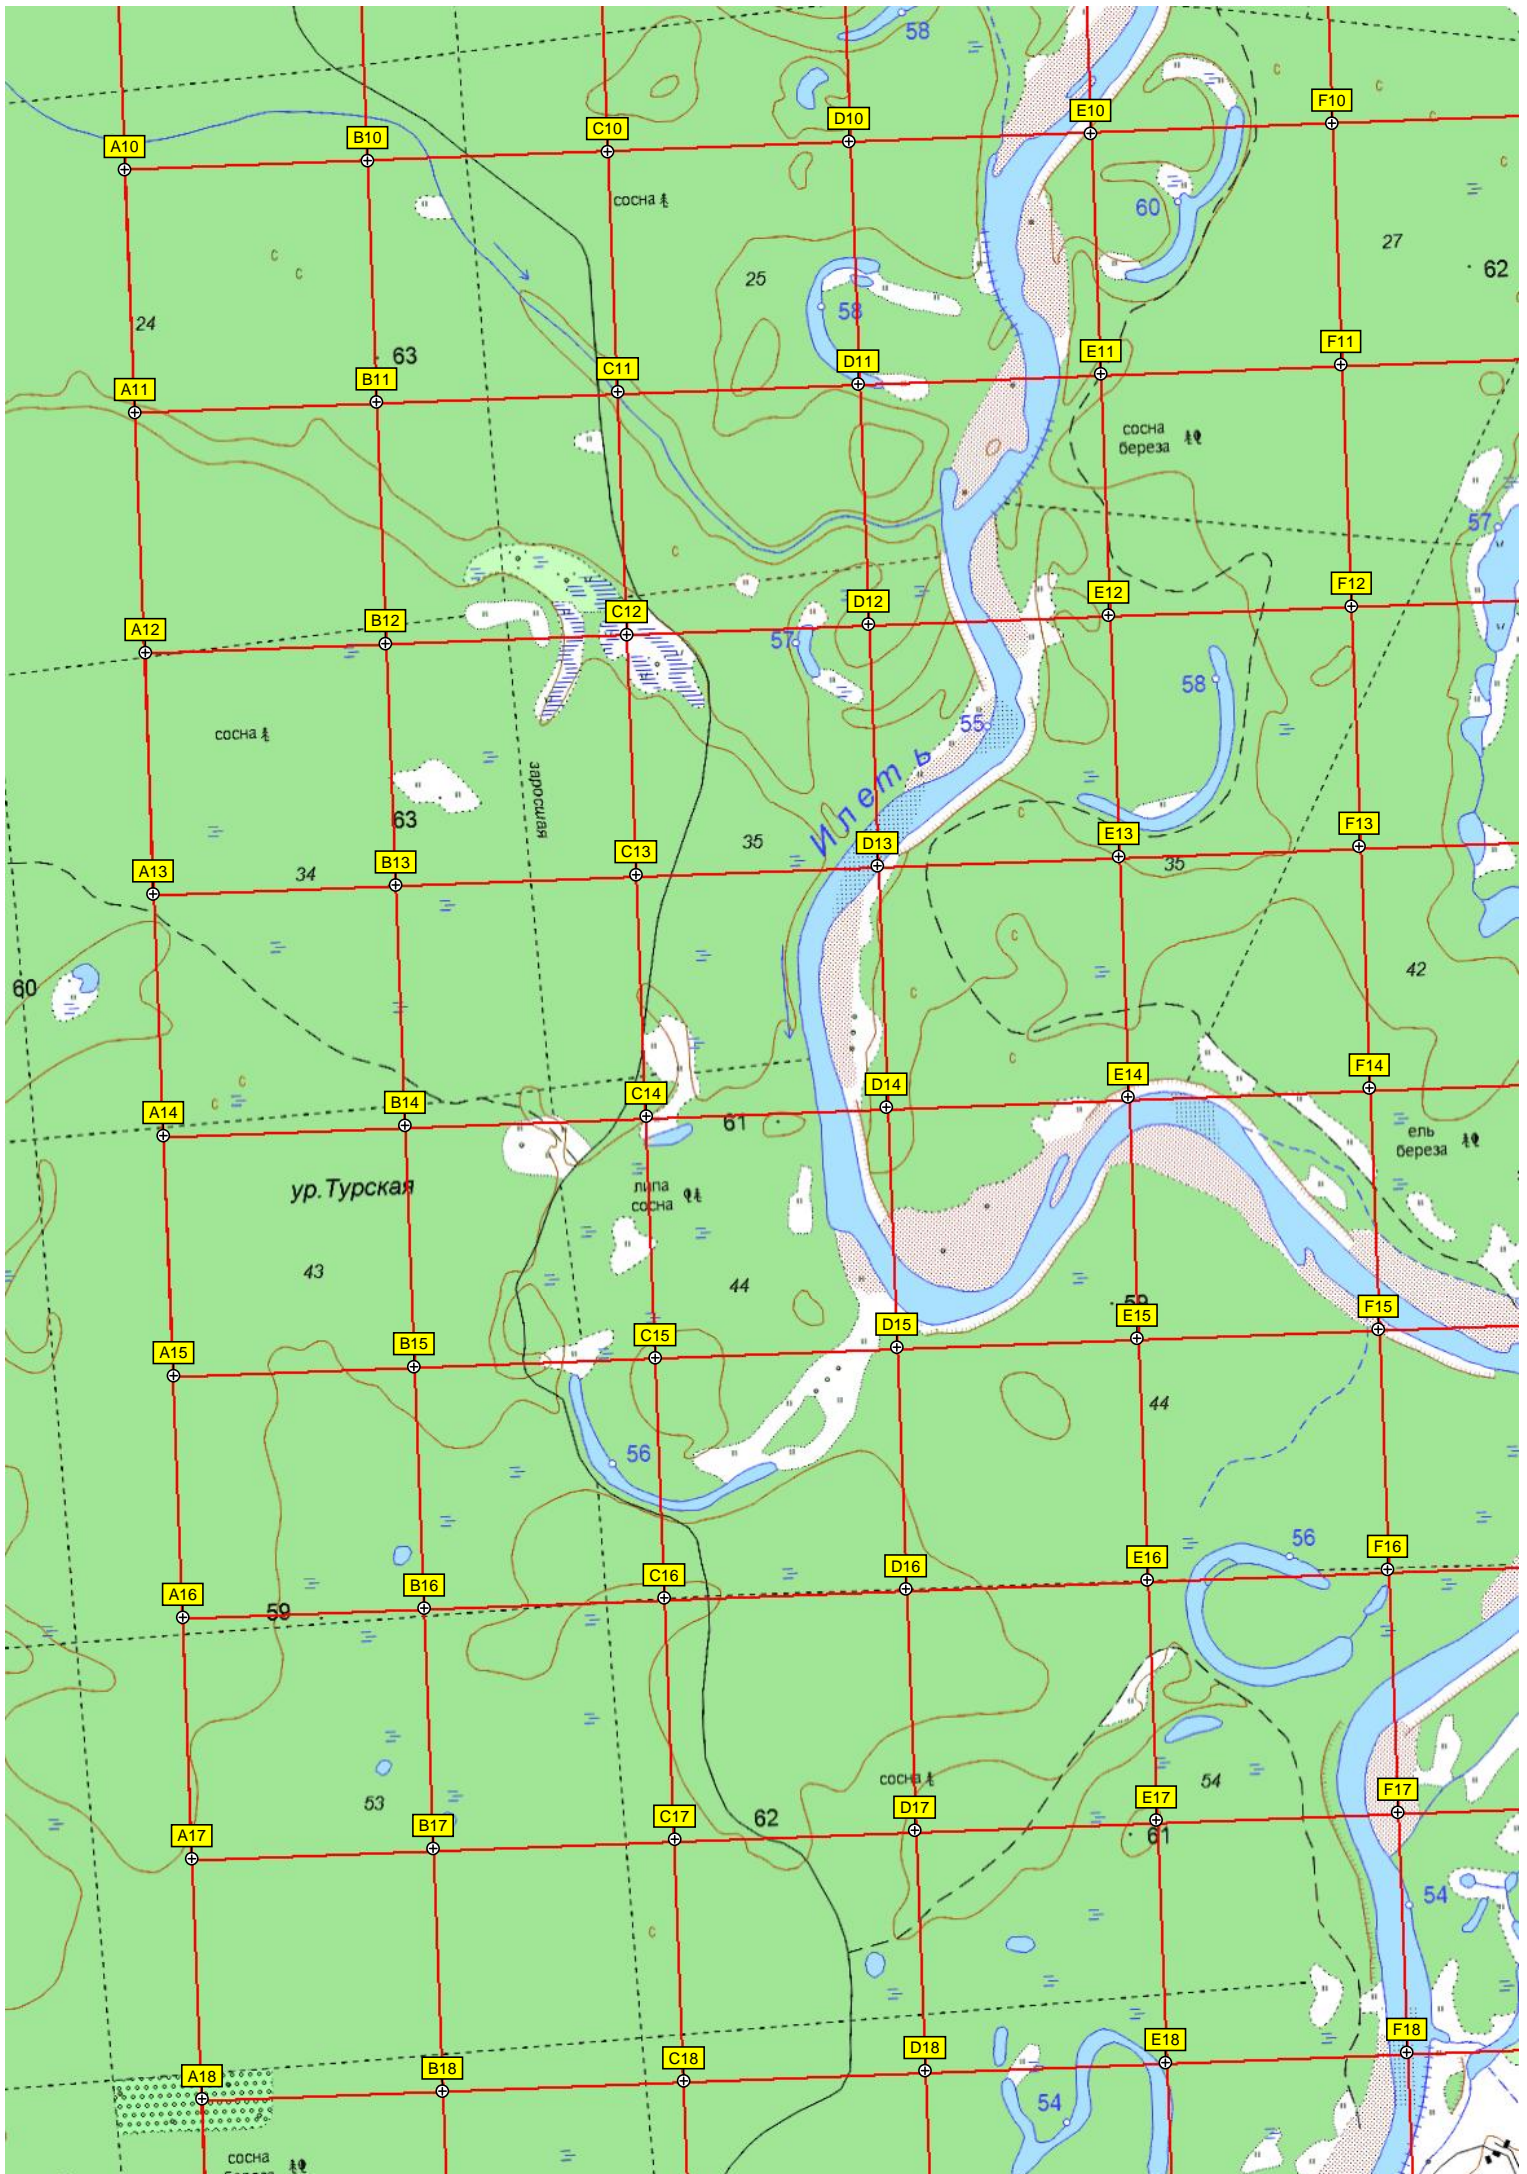 58
A10
B10
C10
D10
E10
F10
сосна
60
27
62
25
58
24
63
A11
B11
C11
D11
E11
F11
сосна
береза
57
A12
B12
C12
D12
E12
F12
57
58
сосна
55
Илеть
заросшая
63
35
34
35
A13
B13
C13
D13
E13
F13
60
42
A14
B14
C14
D14
E14
F14
61
ель
береза
ур.Турская
липа
сосна
43
44
59
A15
B15
C15
D15
E15
F15
44
56
56
A16
B16
C16
D16
E16
F16
59
сосна
54
53
62
61
A17
B17
C17
D17
E17
F17
54
A18
B18
C18
D18
E18
F18
54
сосна
береза